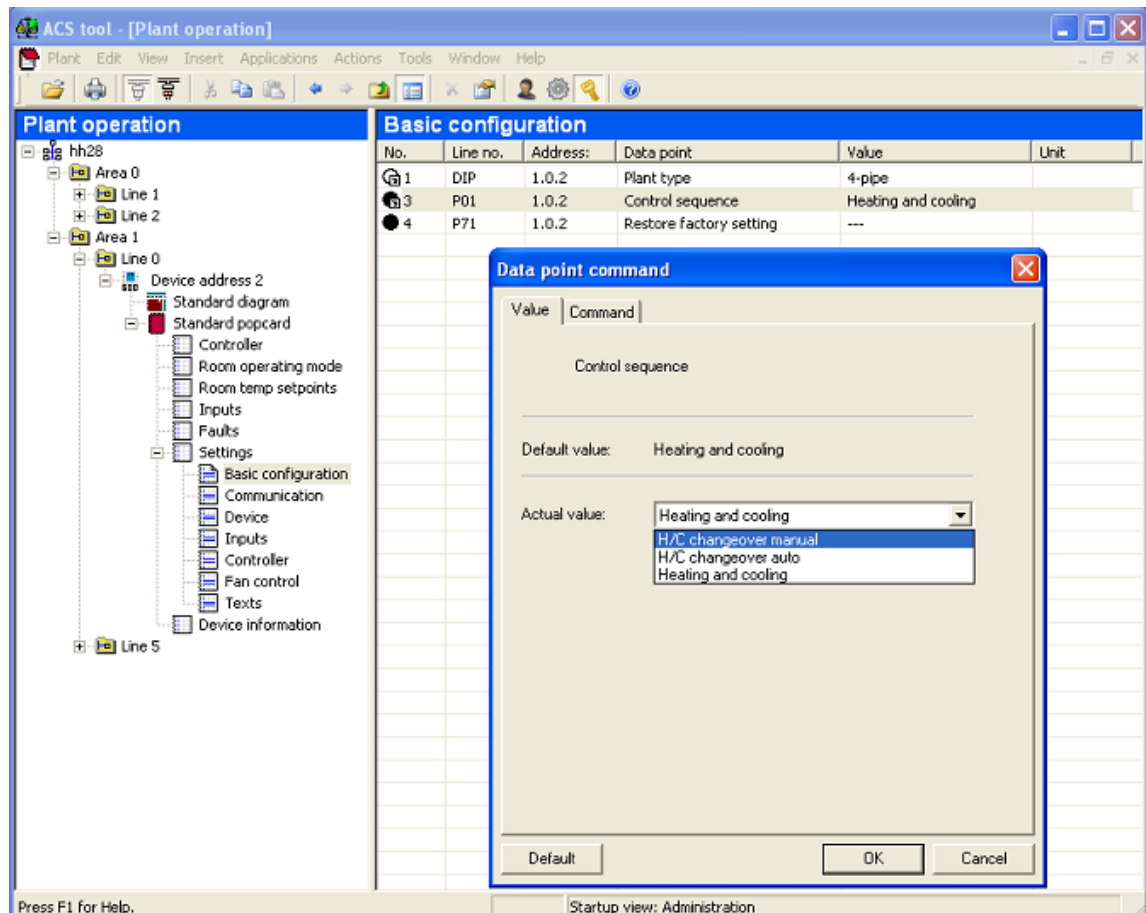 ACS tool - [Plant operation]
Plant Edit View Insert Applications Actions Tools Window Help
Plant operation
hh28
Area 0
Line 1
Line 2
Area 1
Line 0
Device address 2
Standard diagram
Standard popcard
Controller
Room operating mode
Room temp setpoints
Inputs
Faults
Settings
Basic configuration
Communication
Device
Inputs
Controller
Fan control
Texts
Device information
Line 5
Basic configuration
No. Line no. Address: Data point Value Unit
1 DIP 1.0.2 Plant type 4-pipe
3 P01 1.0.2 Control sequence Heating and cooling
4 P71 1.0.2 Restore factory setting ---
Data point command
Value Command
Control sequence
Default value: Heating and cooling
Actual value: Heating and cooling
H/C changeover manual
H/C changeover auto
Heating and cooling
Default OK Cancel
Press F1 for Help. Startup view: Administration